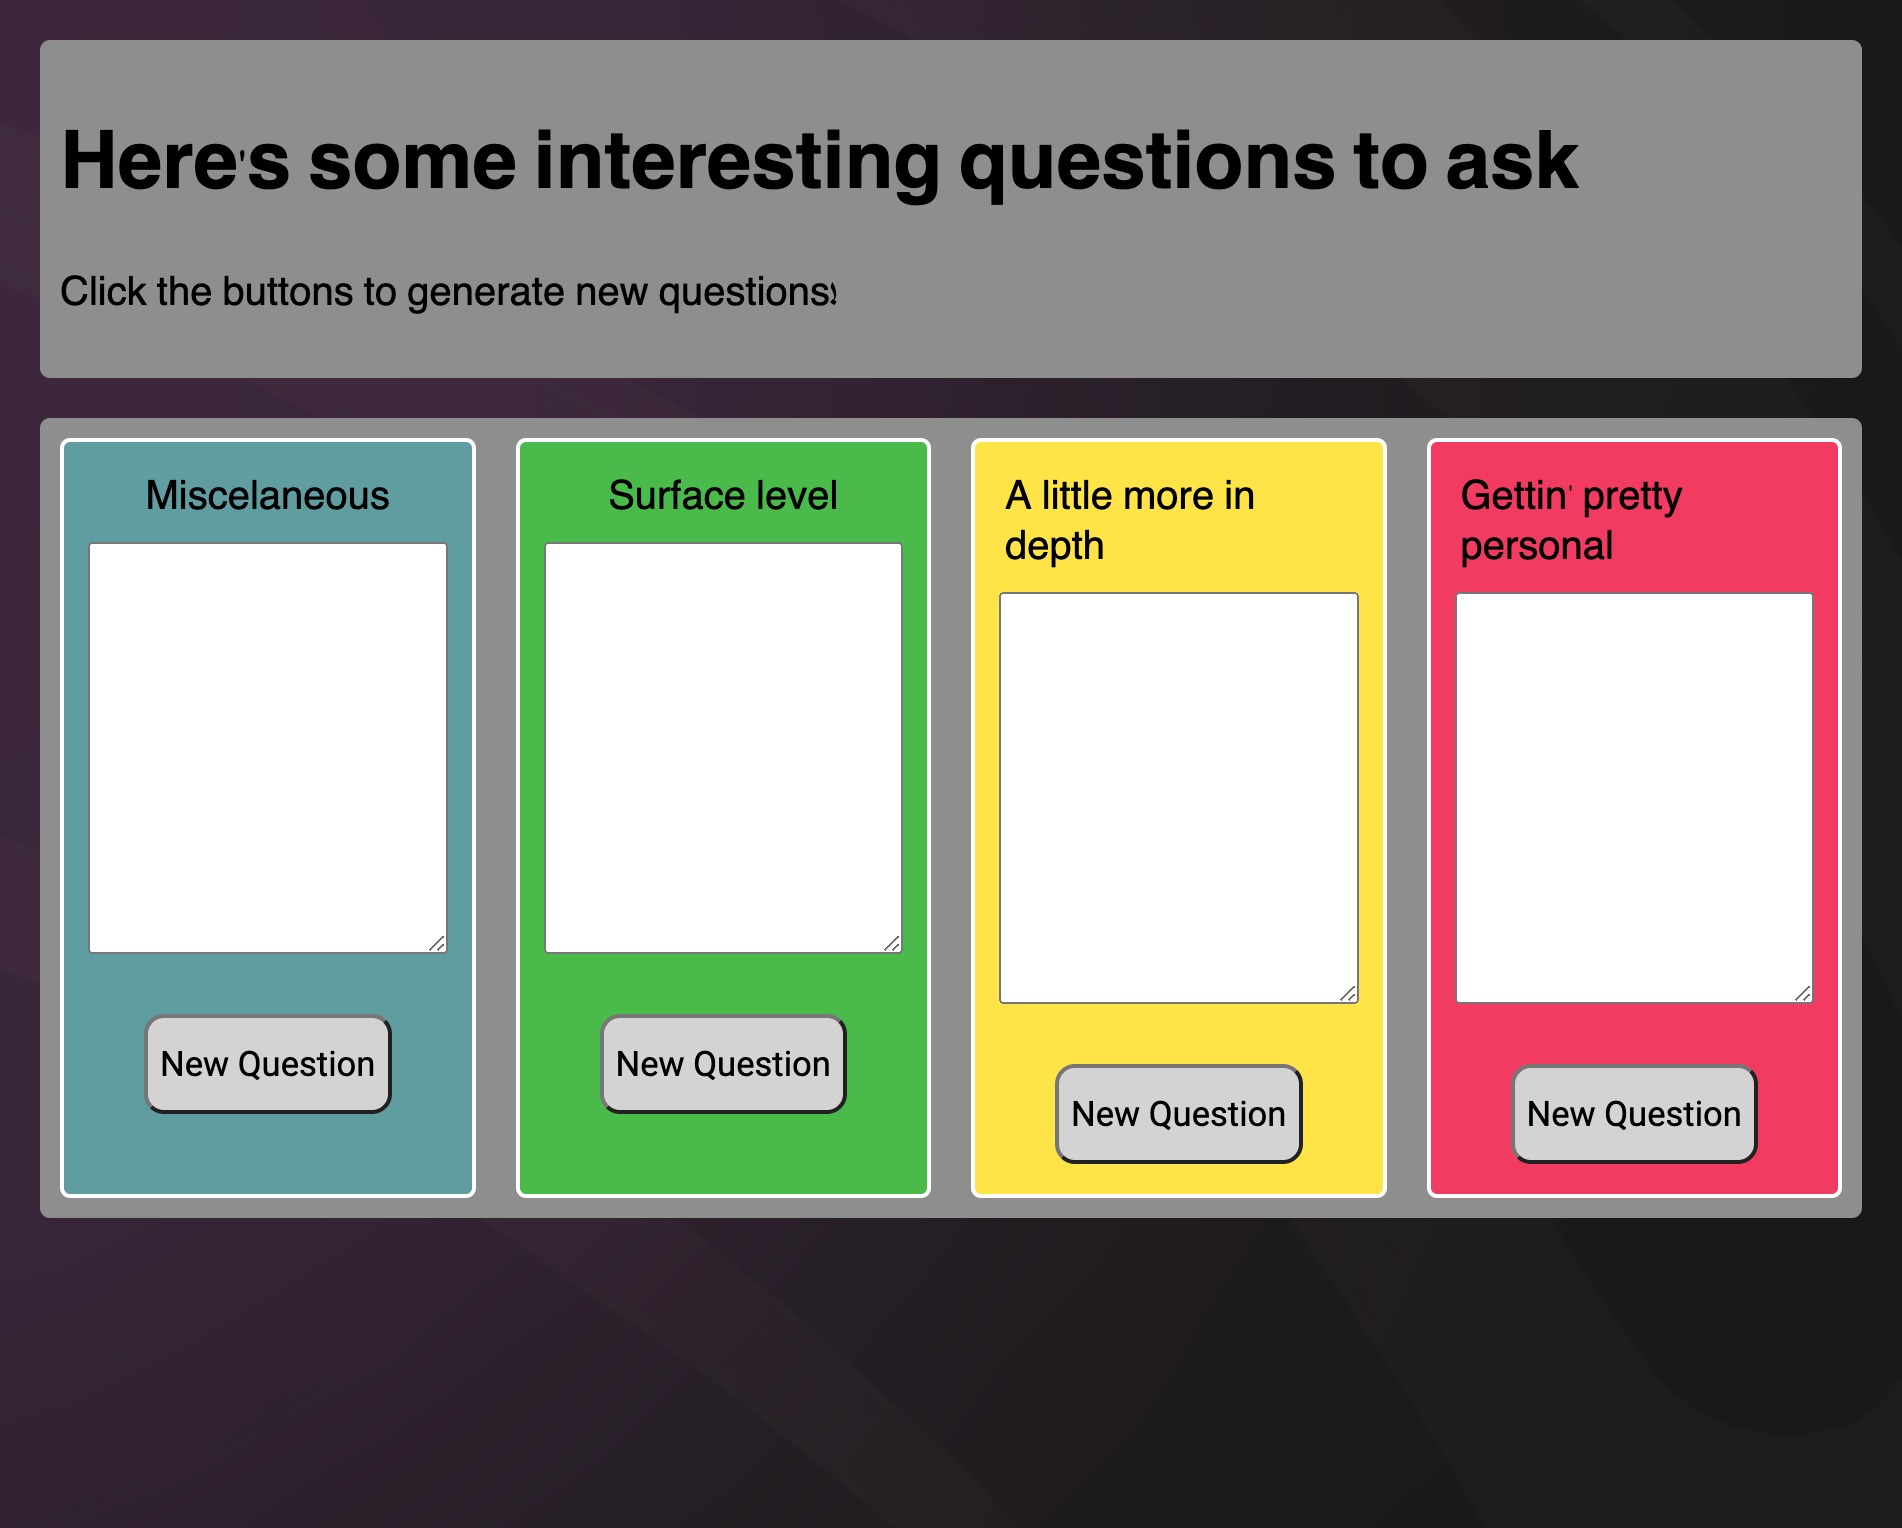 Here's some interesting questions to ask
Click the buttons to generate new questions:
Miscelaneous
Surface level
A little more in
depth
Gettin' pretty
personal
New Question
New Question
New Question
New Question